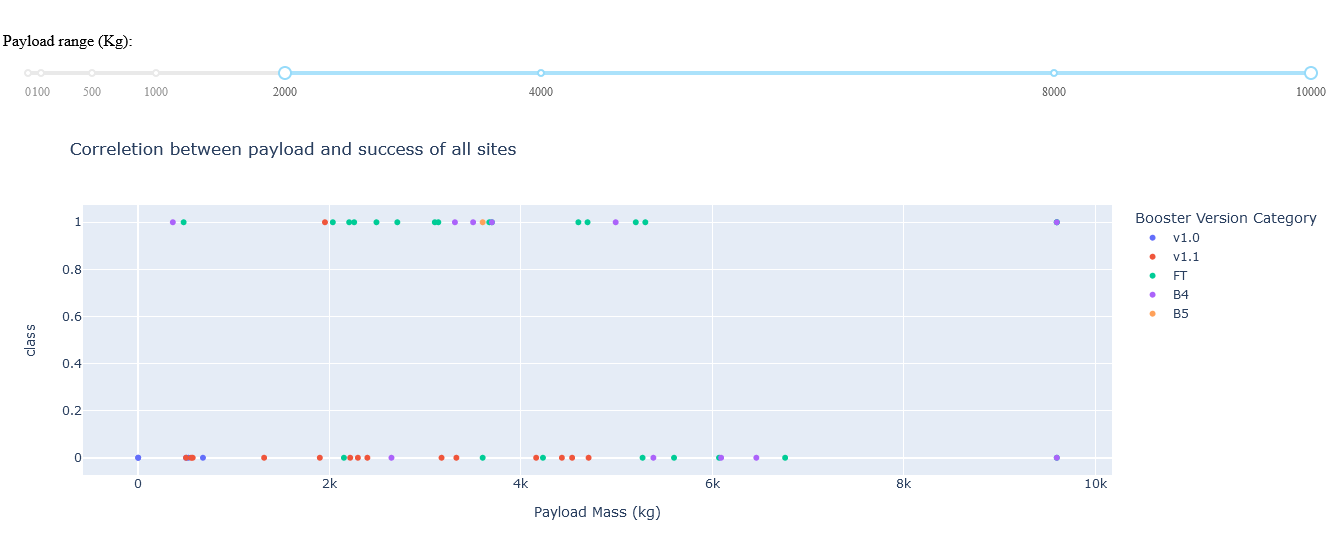 Payload range (Kg):
0 100 500 1000 2000 4000 8000 10000
Correletion between payload and success of all sites
1
0.8
0.6
0.4
0.2
0
class
0 2k 4k 6k 8k 10k
Payload Mass (kg)
Booster Version Category
v1.0
v1.1
FT
B4
B5